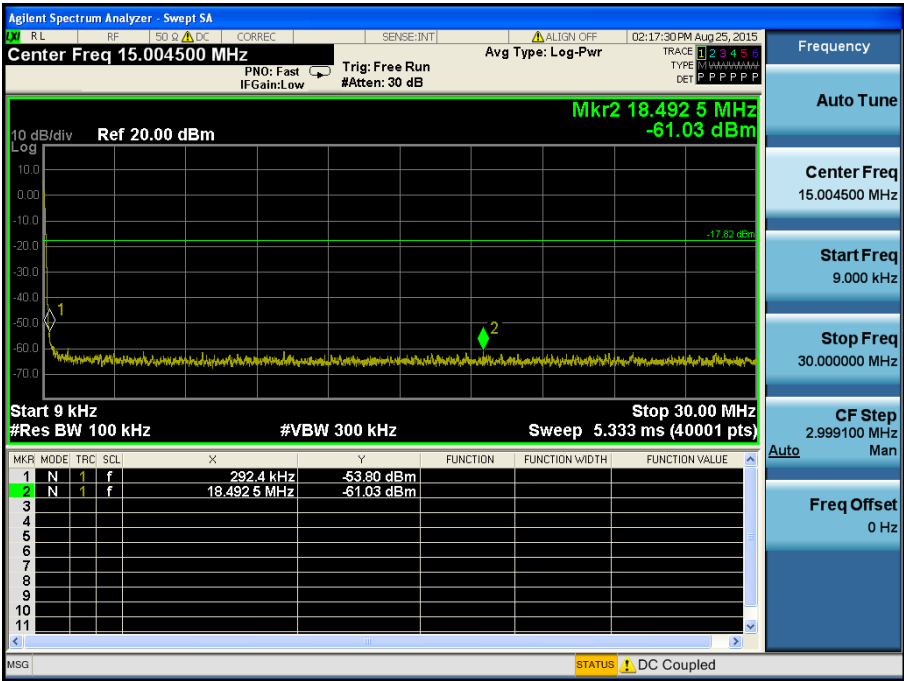 Agilent Spectrum Analyzer - Swept SA
LXI RL RF 50 Ω DC CORREC SENSE:INT ALIGN OFF 02:17:30 PM Aug 25, 2015
Center Freq 15.004500 MHz
PNO: Fast
IFGain:Low
Trig: Free Run
#Atten: 30 dB
Avg Type: Log-Pwr
TRACE 1 2 3 4 5 6
TYPE M
DET P P P P P P
Mkr2 18.492 5 MHz
-61.03 dBm
10 dB/div Ref 20.00 dBm
Log
10.0
0.00
-10.0
-17.82 dBm
-20.0
-30.0
-40.0
1
-50.0
2
-60.0
-70.0
Start 9 kHz Stop 30.00 MHz
#Res BW 100 kHz #VBW 300 kHz Sweep 5.333 ms (40001 pts)
MKR MODE TRC SCL X Y FUNCTION FUNCTION WIDTH FUNCTION VALUE
1 N 1 f 292.4 kHz -53.80 dBm
2 N 1 f 18.492 5 MHz -61.03 dBm
3
4
5
6
7
8
9
10
11
MSG STATUS DC Coupled
Frequency
Auto Tune
Center Freq
15.004500 MHz
Start Freq
9.000 kHz
Stop Freq
30.000000 MHz
CF Step
2.999100 MHz
Auto Man
Freq Offset
0 Hz